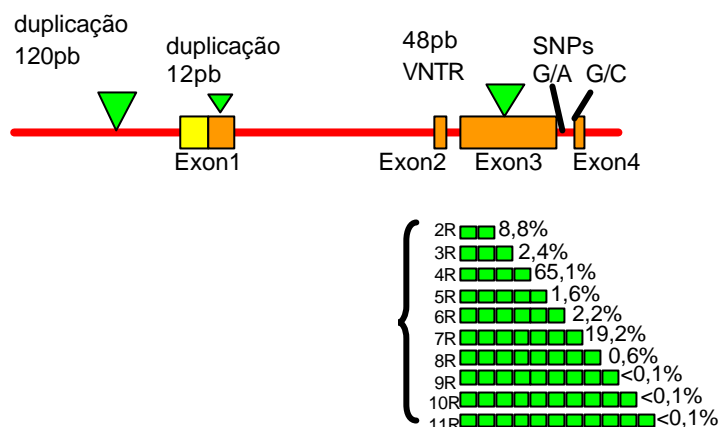 duplicação
120pb
duplicação
12pb
48pb
VNTR
SNPs
G/A G/C
Exon1
Exon2
Exon3
Exon4
2R 8,8%
3R 2,4%
4R 65,1%
5R 1,6%
6R 2,2%
7R 19,2%
8R 0,6%
9R <0,1%
10R <0,1%
11R <0,1%